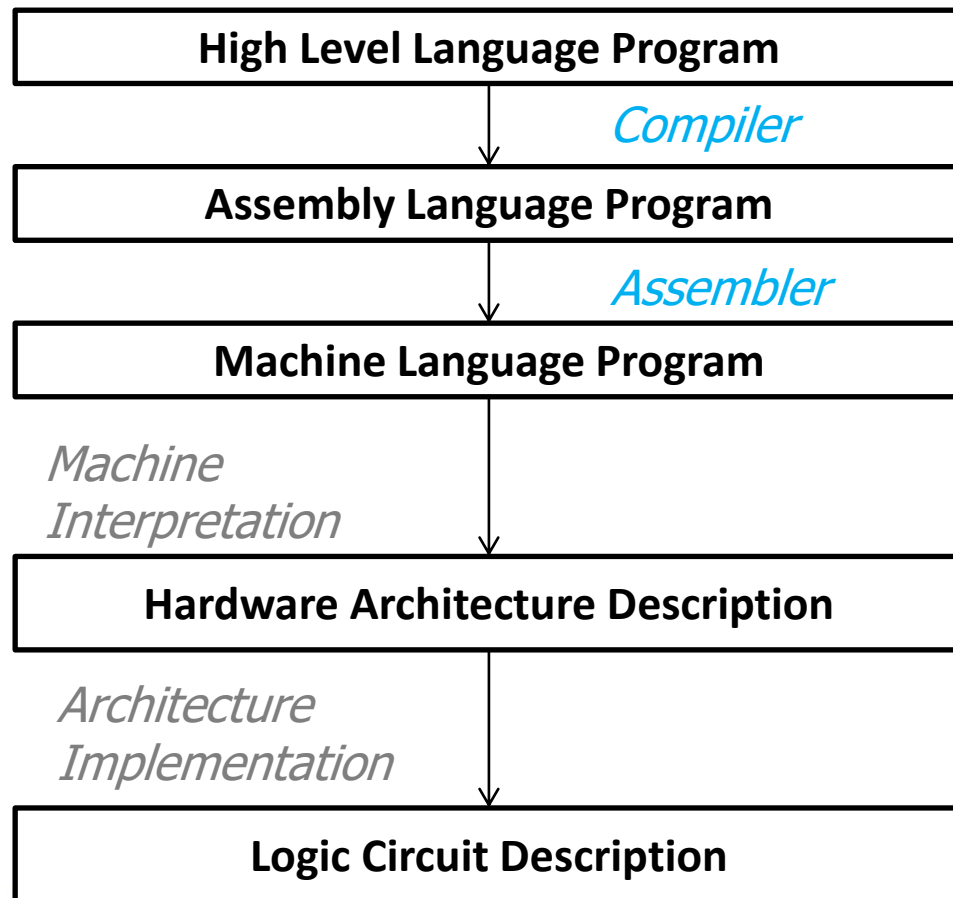 High Level Language Program
Compiler
Assembly Language Program
Assembler
Machine Language Program
Machine
Interpretation
Hardware Architecture Description
Architecture
Implementation
Logic Circuit Description